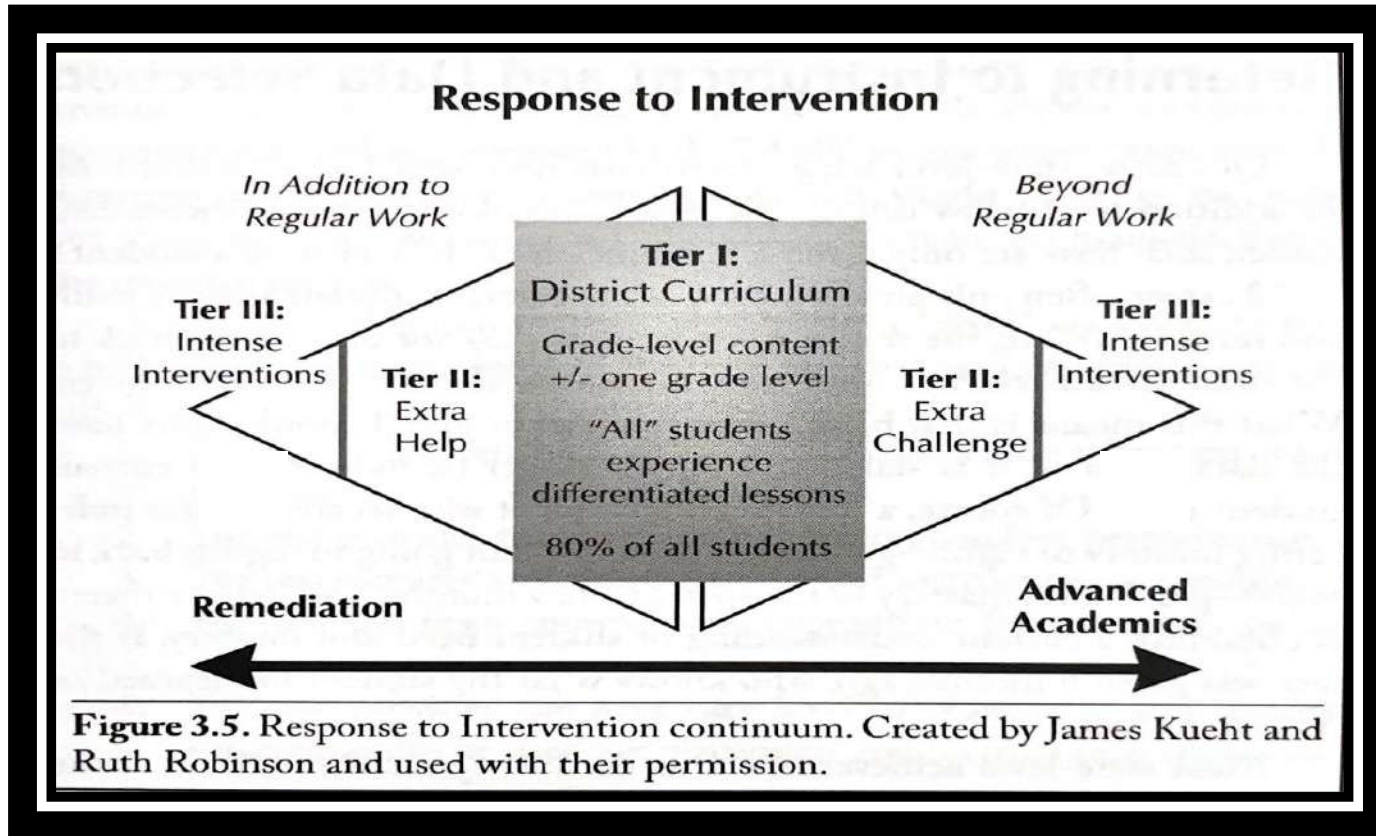 Response to Intervention
In Addition to
Regular Work
Beyond
Regular Work
Tier III:
Intense
Interventions
Tier II:
Extra
Help
Tier I:
District Curriculum
Grade-level content
+/- one grade level
“All” students
experience
differentiated lessons
80% of all students
Tier II:
Extra
Challenge
Tier III:
Intense
Interventions
Remediation
Advanced
Academics
Figure 3.5. Response to Intervention continuum. Created by James Kueht and
Ruth Robinson and used with their permission.